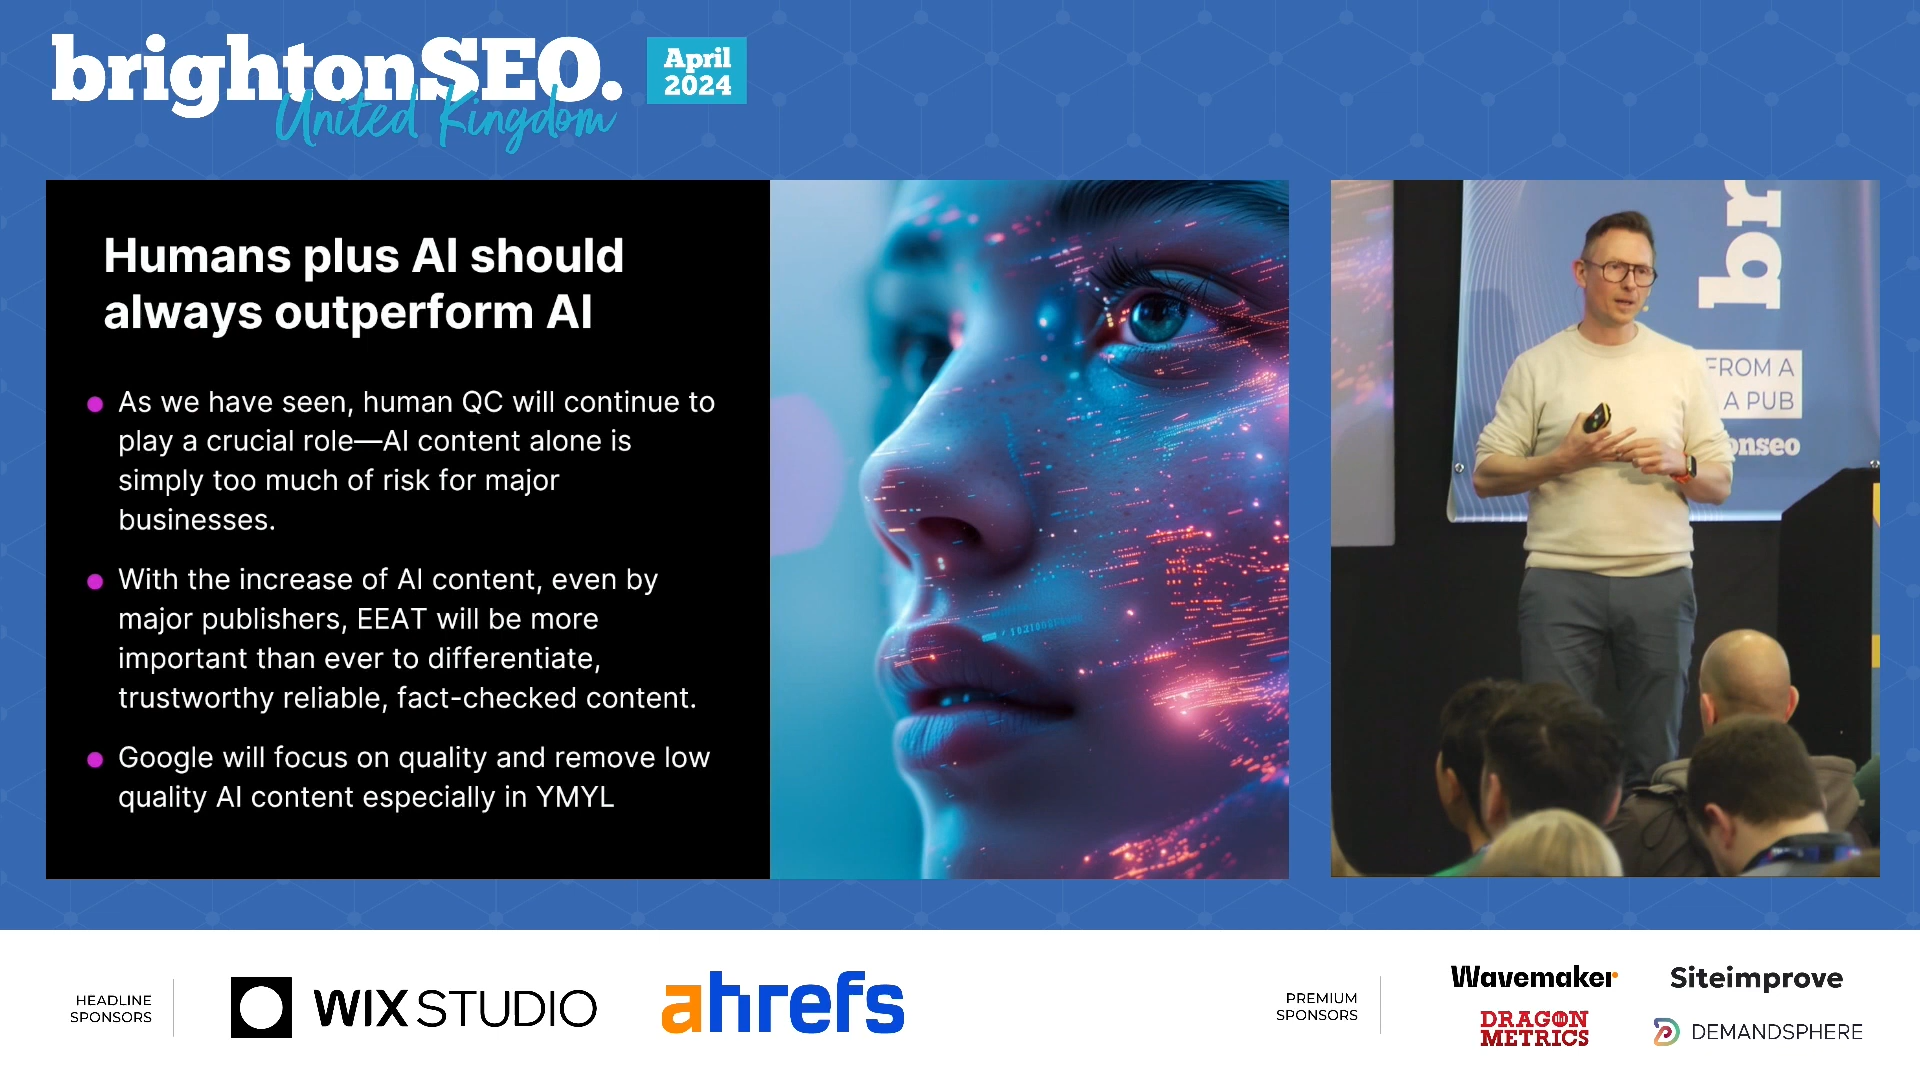 brightonSEO.
United Kingdom
April
2024
Humans plus AI should
always outperform AI
As we have seen, human QC will continue to
play a crucial role—AI content alone is
simply too much of risk for major
businesses.
With the increase of AI content, even by
major publishers, EEAT will be more
important than ever to differentiate,
trustworthy reliable, fact-checked content.
Google will focus on quality and remove low
quality AI content especially in YMYL
br
FROM A
A PUB
onseo
HEADLINE
SPONSORS
WIX STUDIO
ahrefs
PREMIUM
SPONSORS
Wavemaker
Siteimprove
DRAGON
METRICS
DEMANDSPHERE